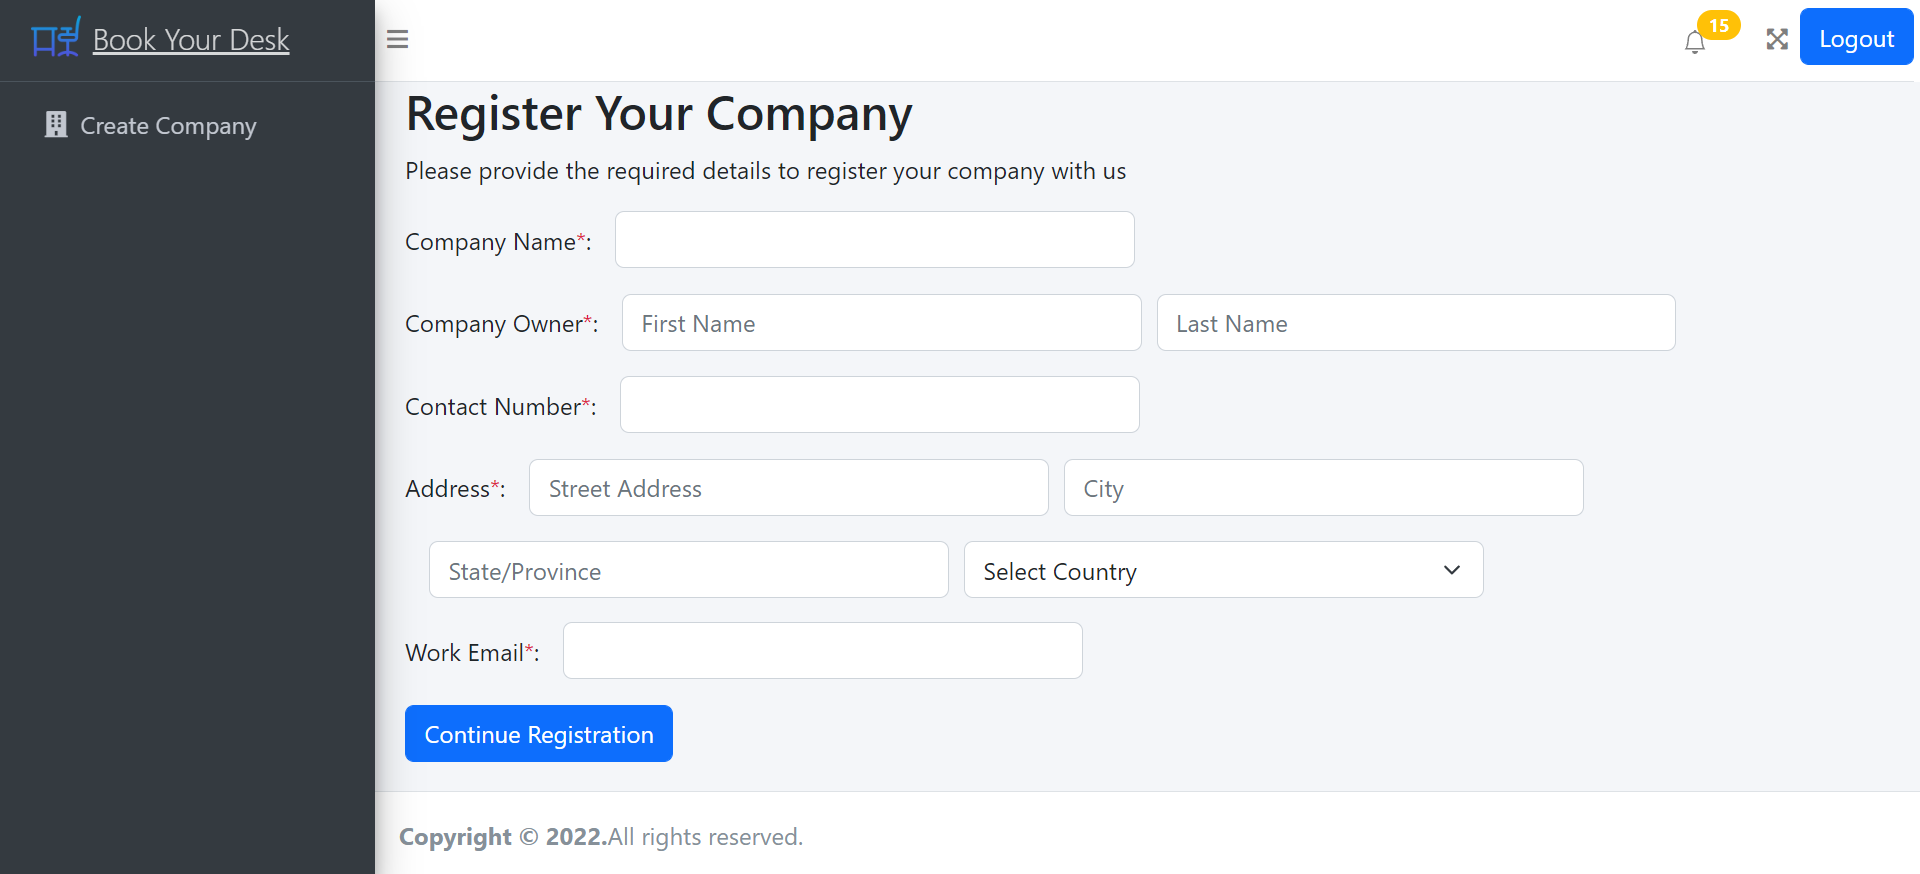 Book Your Desk
15
Logout
Create Company
Register Your Company
Please provide the required details to register your company with us
Company Name*:
Company Owner*: First Name Last Name
Contact Number*:
Address*: Street Address City
State/Province Select Country
Work Email*:
Continue Registration
Copyright © 2022.All rights reserved.